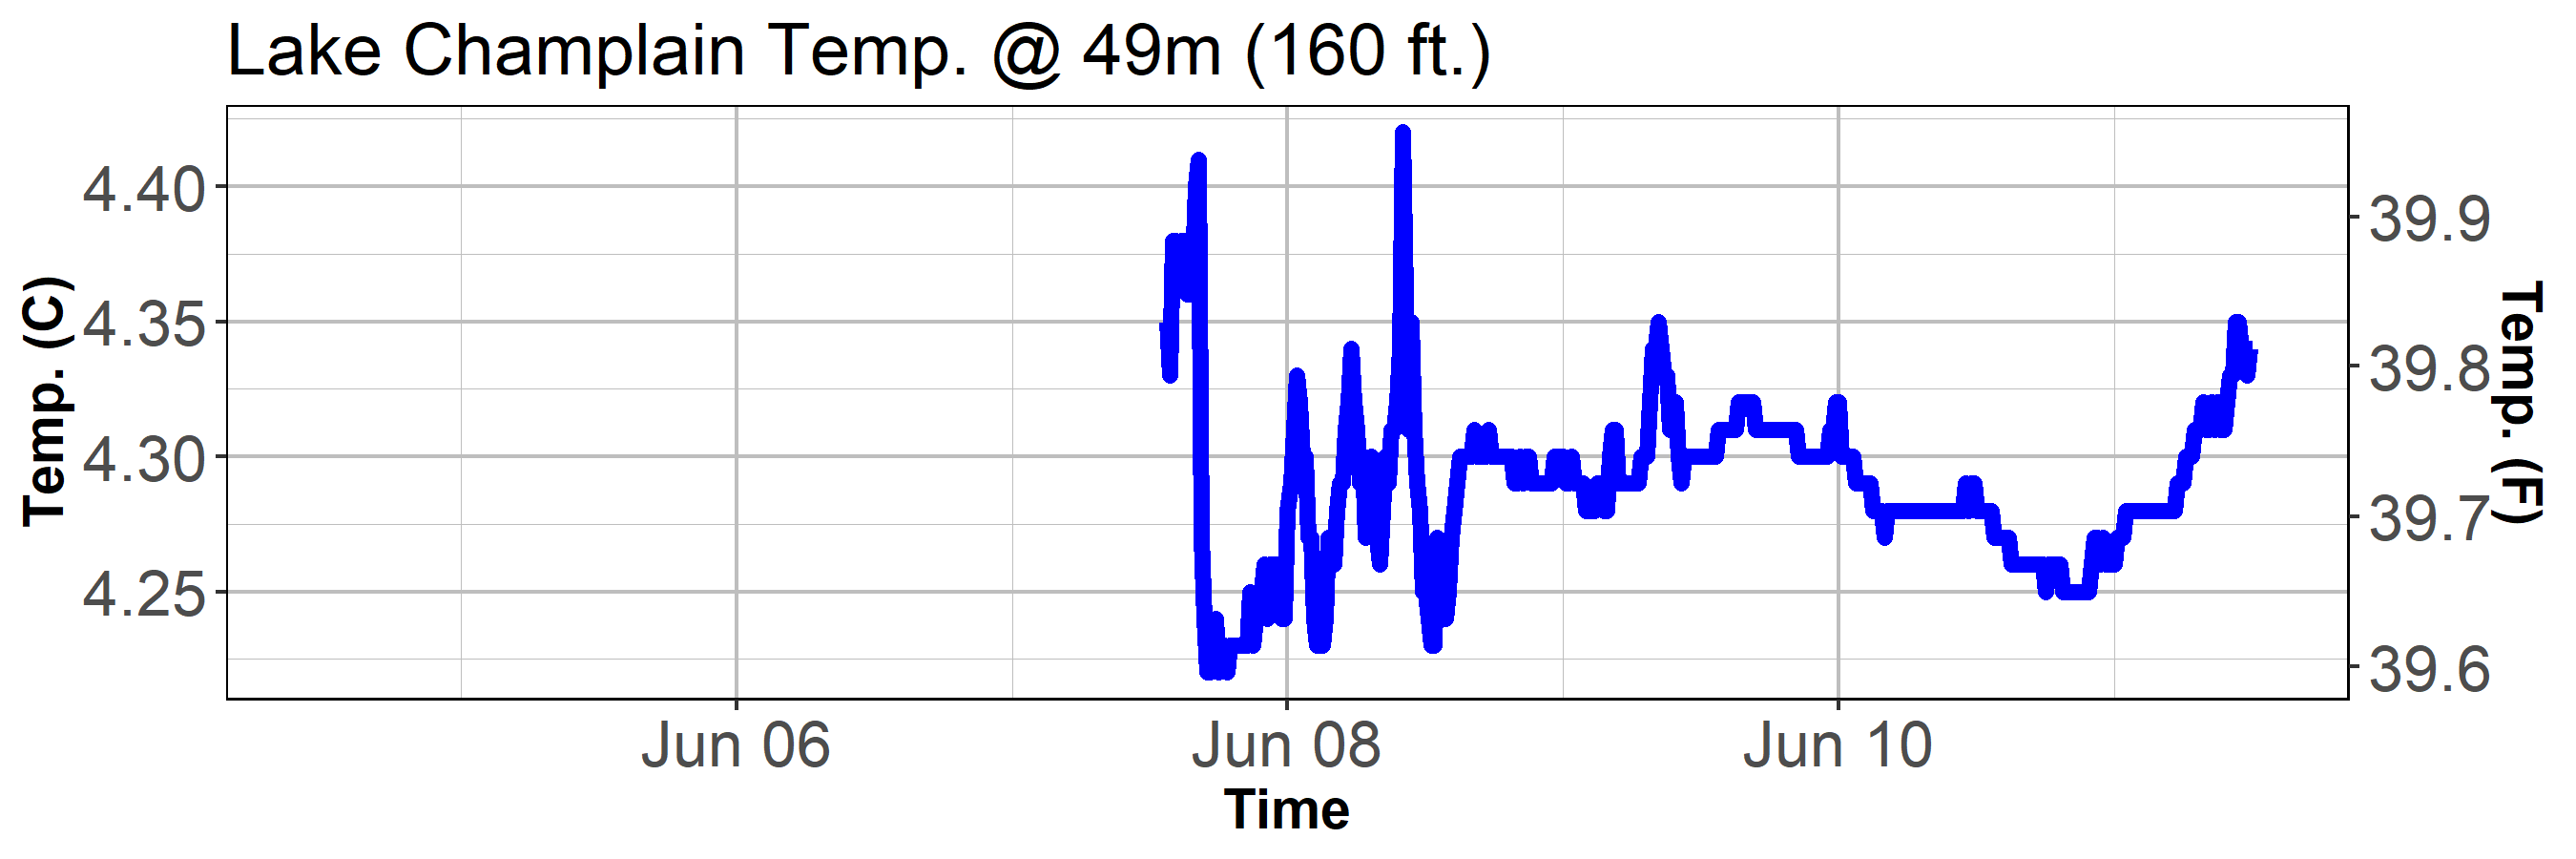 Lake Champlain Temp. @ 49m (160 ft.)
Temp. (C)
4.40
4.35
4.30
4.25
39.9
39.8
39.7
39.6
Temp. (F)
Jun 06
Jun 08
Jun 10
Time